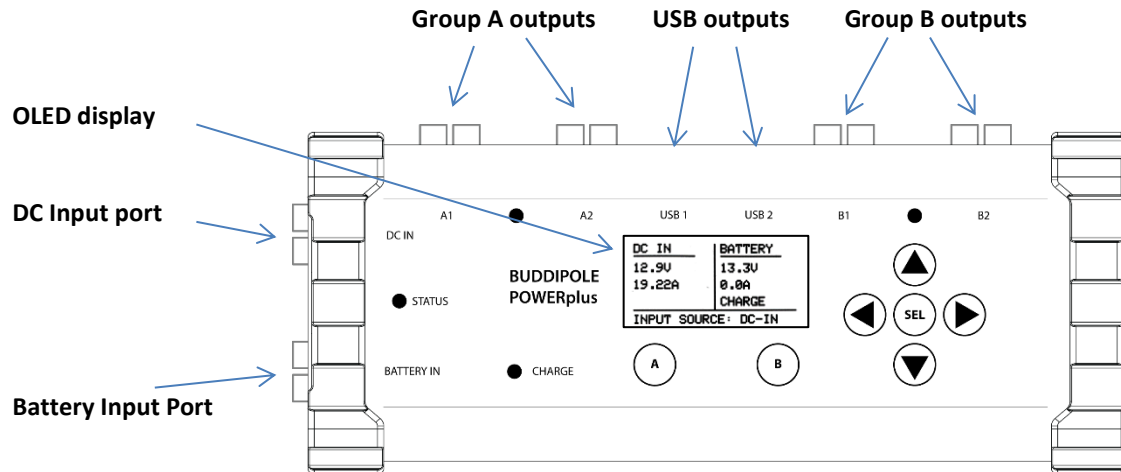 Group A outputs
USB outputs
Group B outputs
OLED display
DC Input port
Battery Input Port
A1
A2
USB 1
USB 2
B1
B2
DC IN
STATUS
BATTERY IN
CHARGE
BUDDIPOLE
POWERplus
DC IN
12.9V
19.22A
BATTERY
13.3V
0.0A
CHARGE
INPUT SOURCE: DC-IN
A
B
SEL